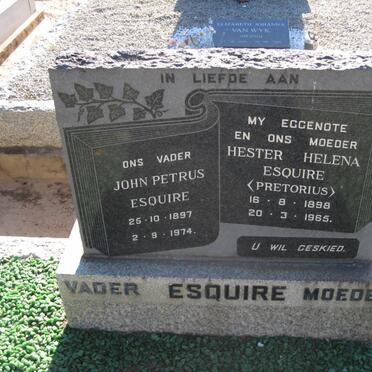 ELIZABETH JOHANNA
VAN WYK
IN LIEFDE AAN
ONS VADER
JOHN PETRUS
ESQUIRE
25-10-1897
2-9-1974.
MY EGGENOTE
EN ONS MOEDER
HESTER HELENA
ESQUIRE
(PRETORIUS)
16-8-1898
20-3-1965.
U WIL GESKIED.
VADER ESQUIRE MOEDE